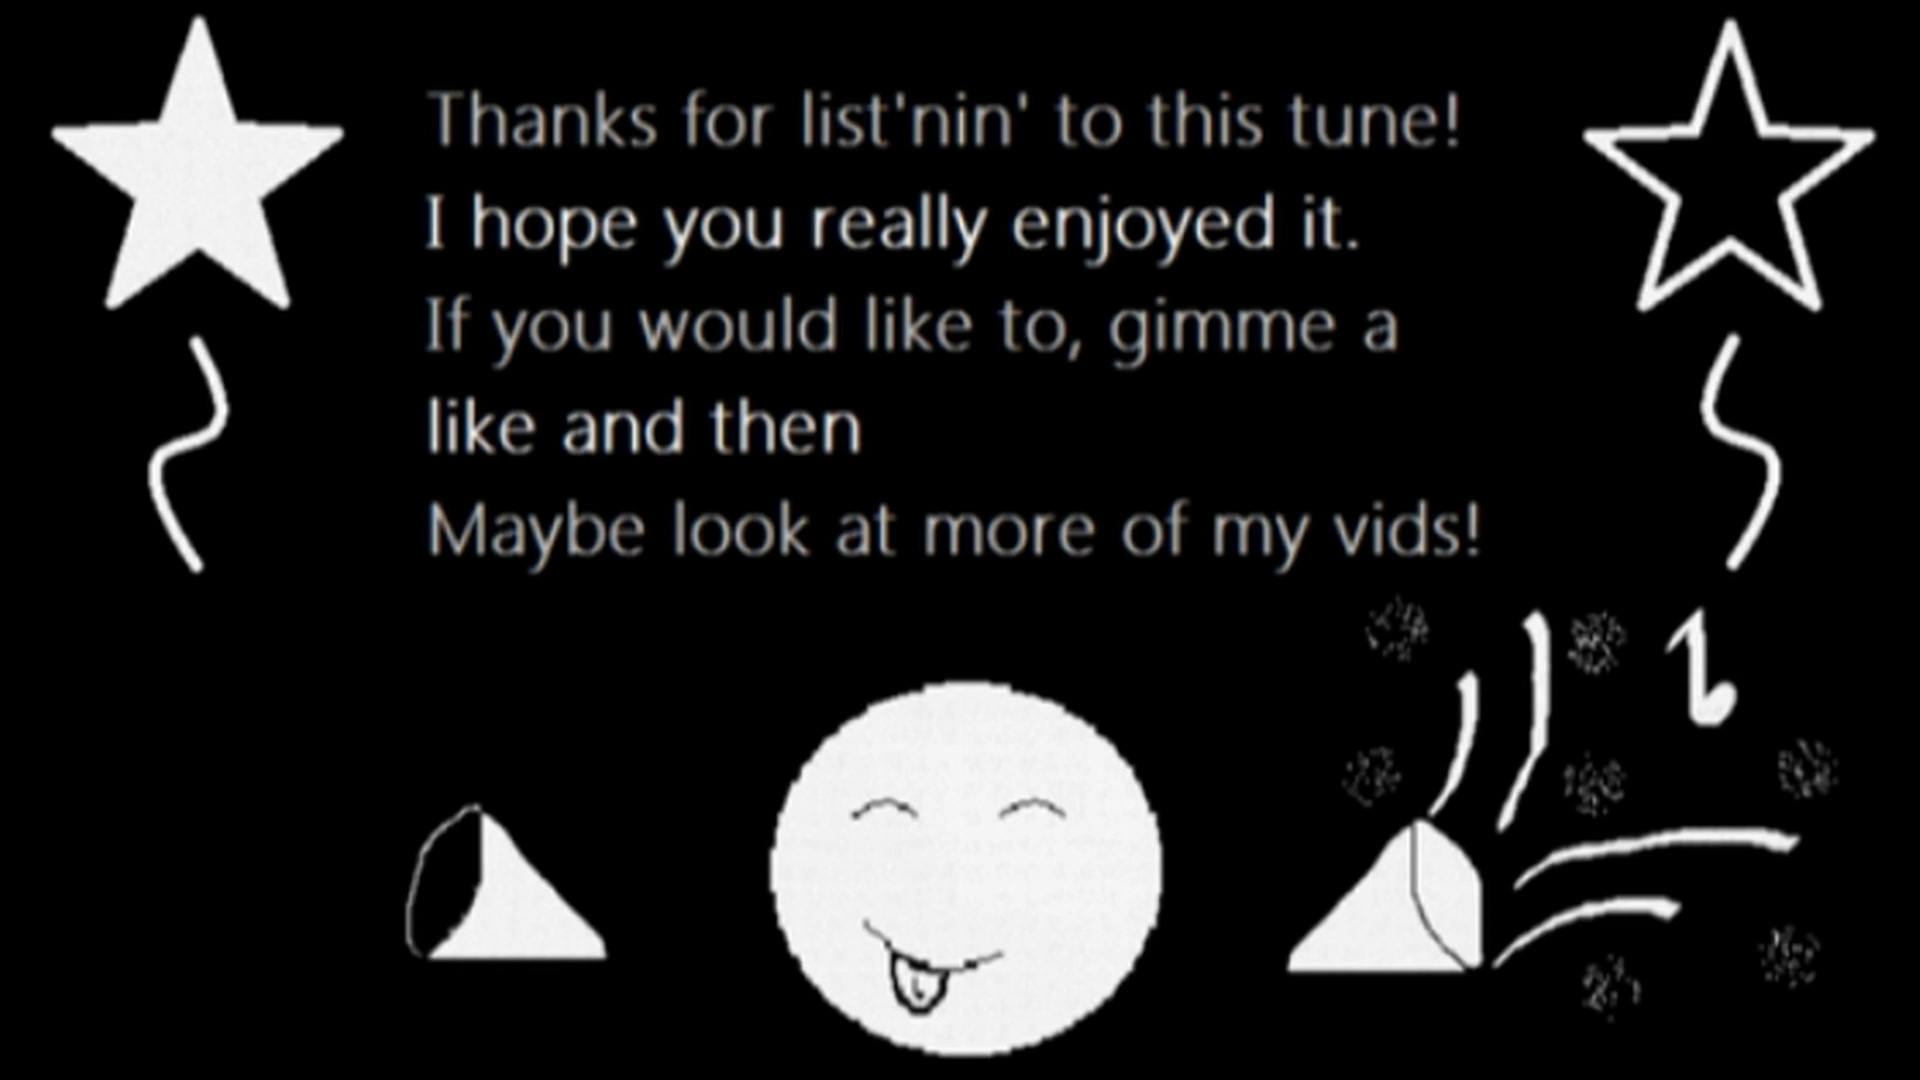 Thanks for list'nin' to this tune!
I hope you really enjoyed it.
If you would like to, gimme a
like and then
Maybe look at more of my vids!